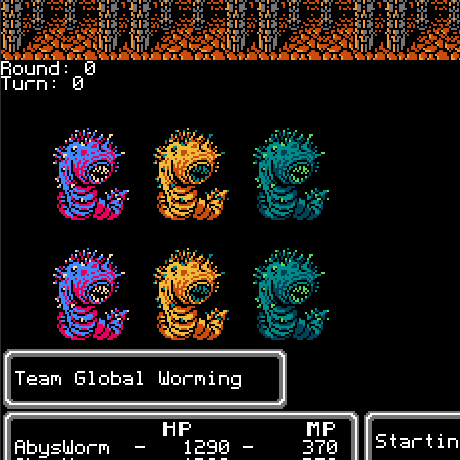 Round: 0
Turn: 0
Team Global Worming
HP MP
AbysWorm - 1290 - 370
Startin